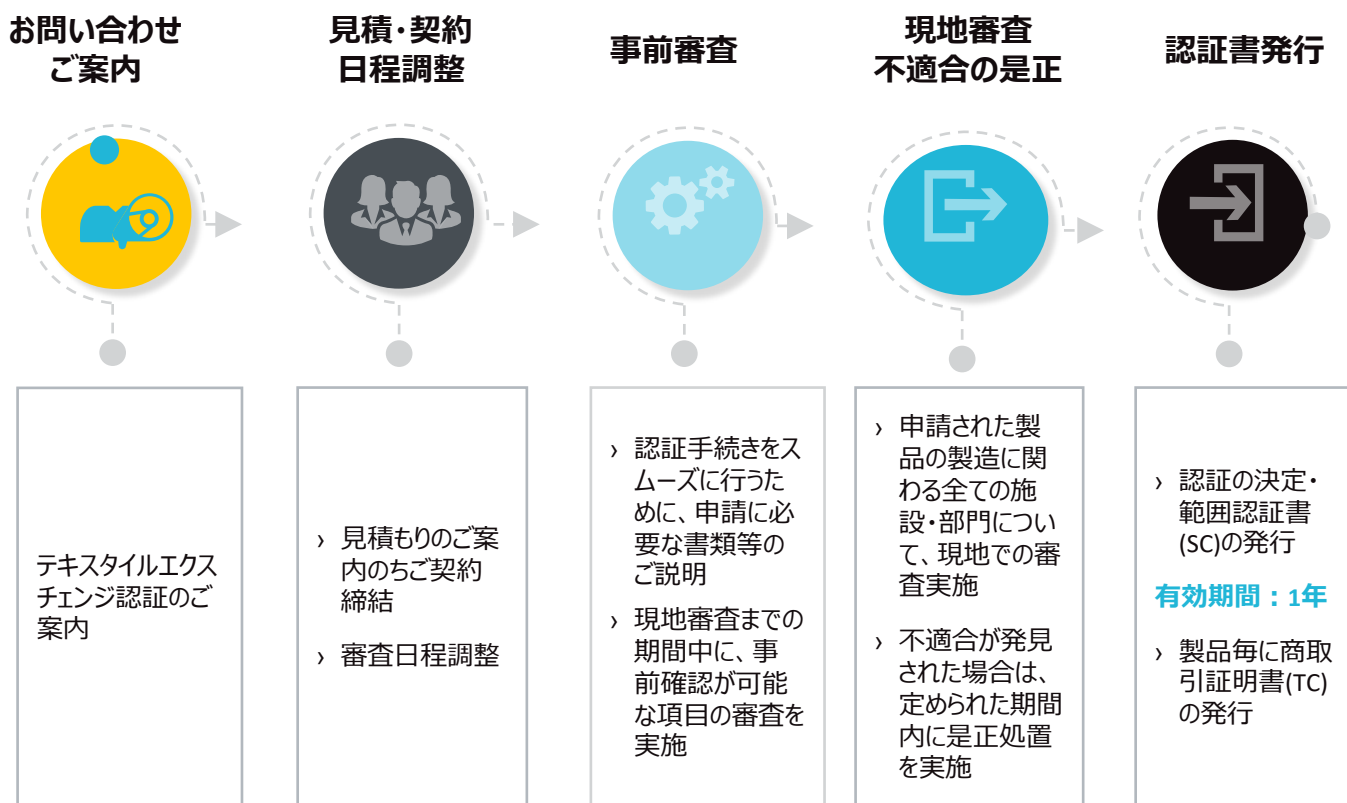 お問い合わせ
ご案内
見積・契約
日程調整
事前審査
現地審査
不適合の是正
認証書発行
テキスタイルエクス
チェンジ認証のご
案内
› 見積もりのご案
内のちご契約
締結
› 審査日程調整
› 認証手続きをス
ムーズに行うた
めに、申請に必
要な書類等の
ご説明
› 現地審査までの
期間中に、事
前確認が可能
な項目の審査を
実施
› 申請された製
品の製造に関
わる全ての施
設・部門につい
て、現地での審
査実施
› 不適合が発見
された場合は、
定められた期間
内に是正処置
を実施
› 認証の決定・
範囲認証書
(SC)の発行
有効期間：1年
› 製品毎に商取
引証明書(TC)
の発行